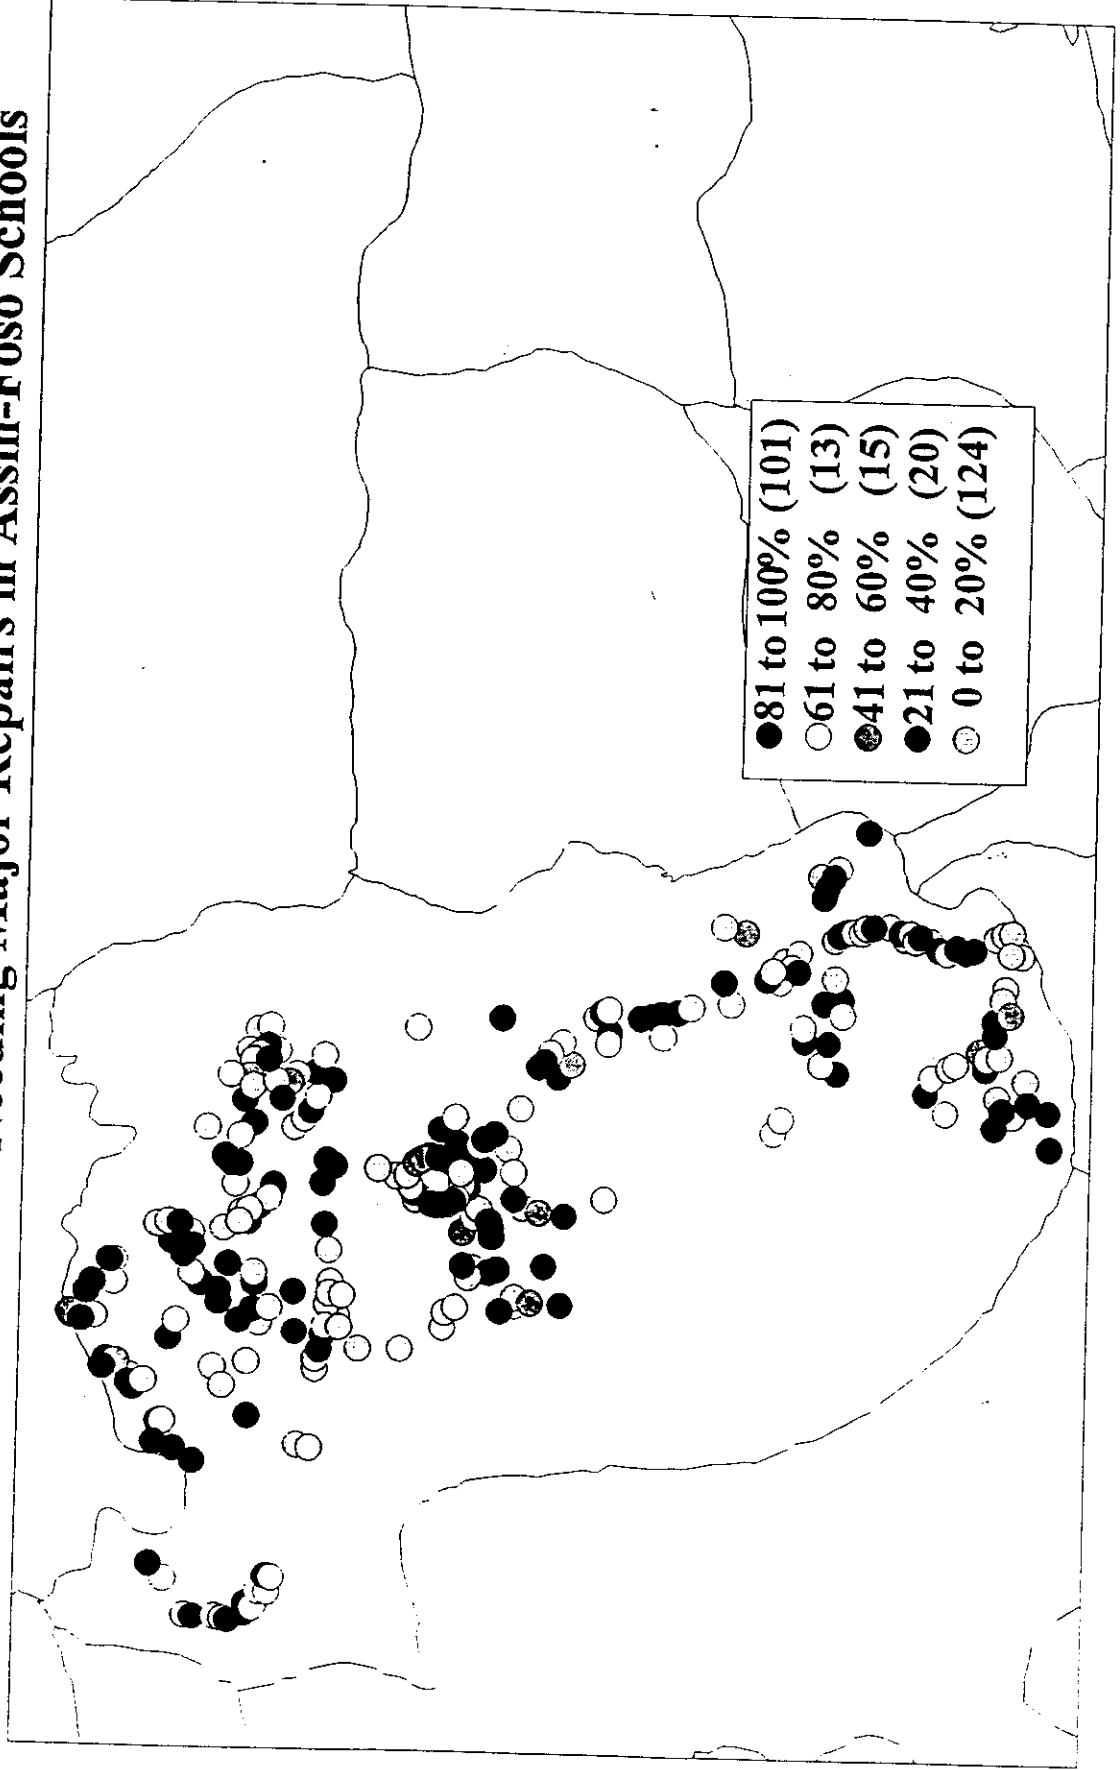 Needing Major Repairs in Assin-Foso Schools
81 to 100% (101)
61 to 80% (13)
41 to 60% (15)
21 to 40% (20)
0 to 20% (124)